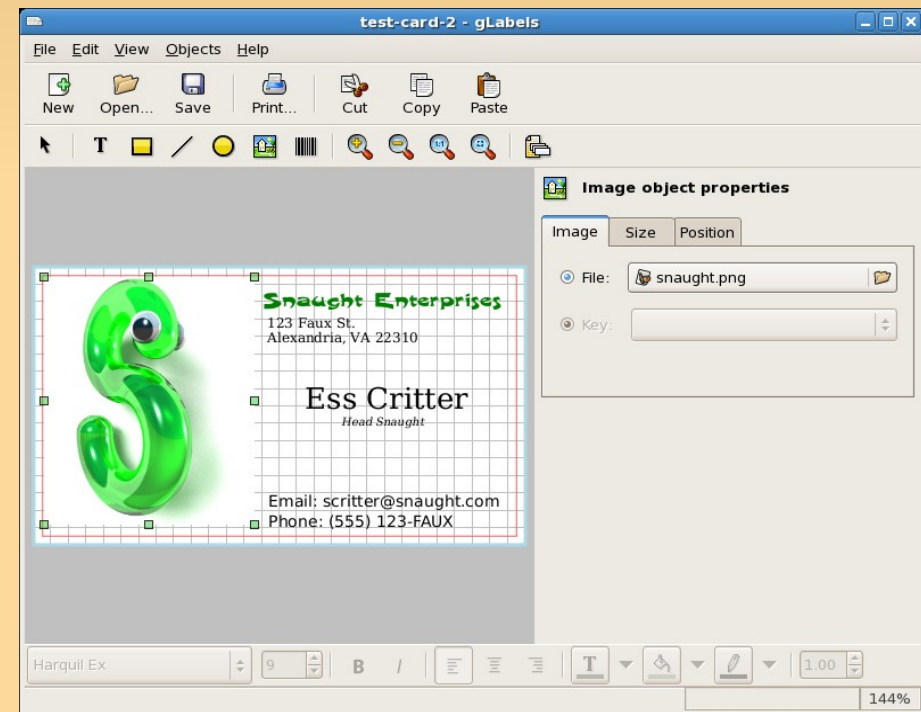 test-card-2 - gLabels
File Edit View Objects Help
New Open... Save Print... Cut Copy Paste
T 1:1
Image object properties
Image Size Position
File: snaught.png
Key:
Snaught Enterprises
123 Faux St.
Alexandria, VA 22310
Ess Critter
Head Snaught
Email: scritter@snaught.com
Phone: (555) 123-FAUX
Harquil Ex 9 B I T 1.00
144%